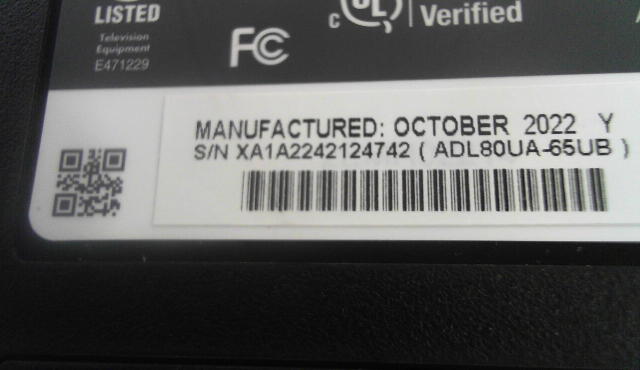 LISTED
Television
Equipment
E471229
FC
c UL
Verified
MANUFACTURED: OCTOBER 2022 Y
S/N XA1A2242124742 ( ADL80UA-65UB )